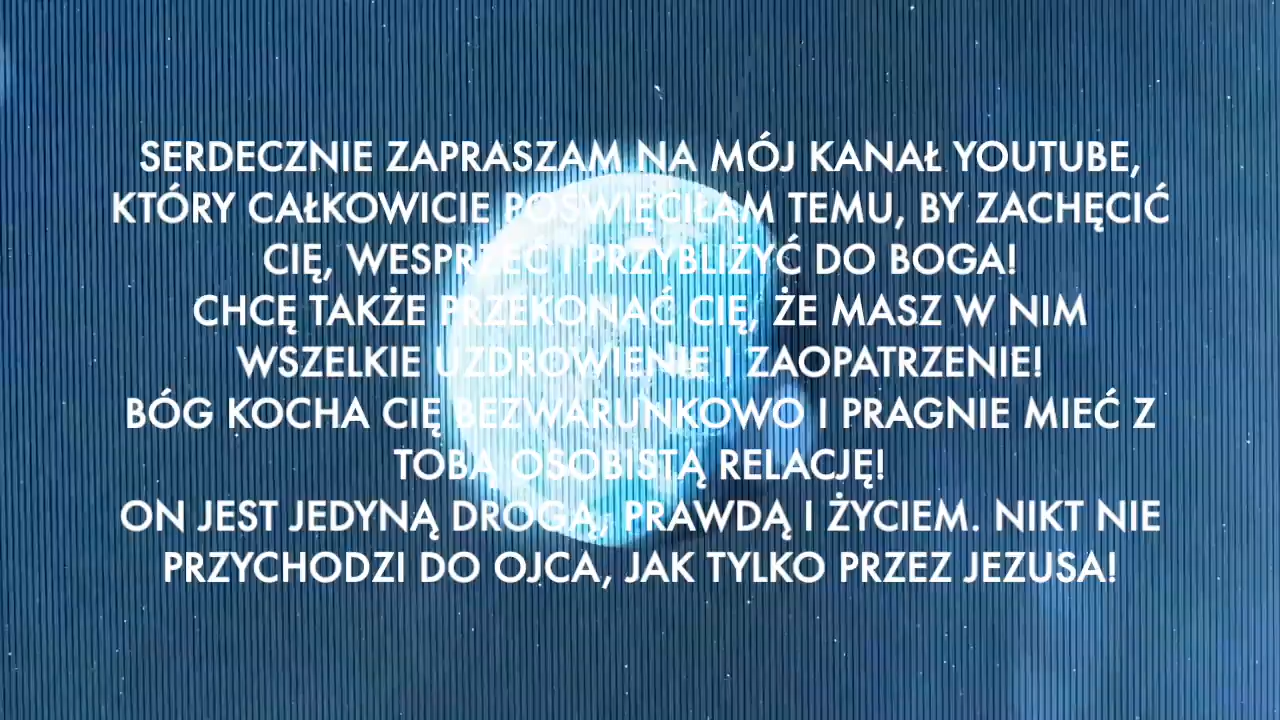 SERDECZNIE ZAPRASZAM NA MÓJ KANAŁ YOUTUBE,
KTÓRY CAŁKOWICIE POŚWIĘCIŁAM TEMU, BY ZACHĘCIĆ
CIĘ, WESPRZEĆ I PRZYBLIŻYĆ DO BOGA!
CHCĘ TAKŻE PRZEKONAĆ CIĘ, ŻE MASZ W NIM
WSZELKIE UZDROWIENIE I ZAOPATRZENIE!
BÓG KOCHA CIĘ BEZWARUNKOWO I PRAGNIE MIEĆ Z
TOBĄ OSOBISTĄ RELACJĘ!
ON JEST JEDYNĄ DROGĄ, PRAWDĄ I ŻYCIEM. NIKT NIE
PRZYCHODZI DO OJCA, JAK TYLKO PRZEZ JEZUSA!